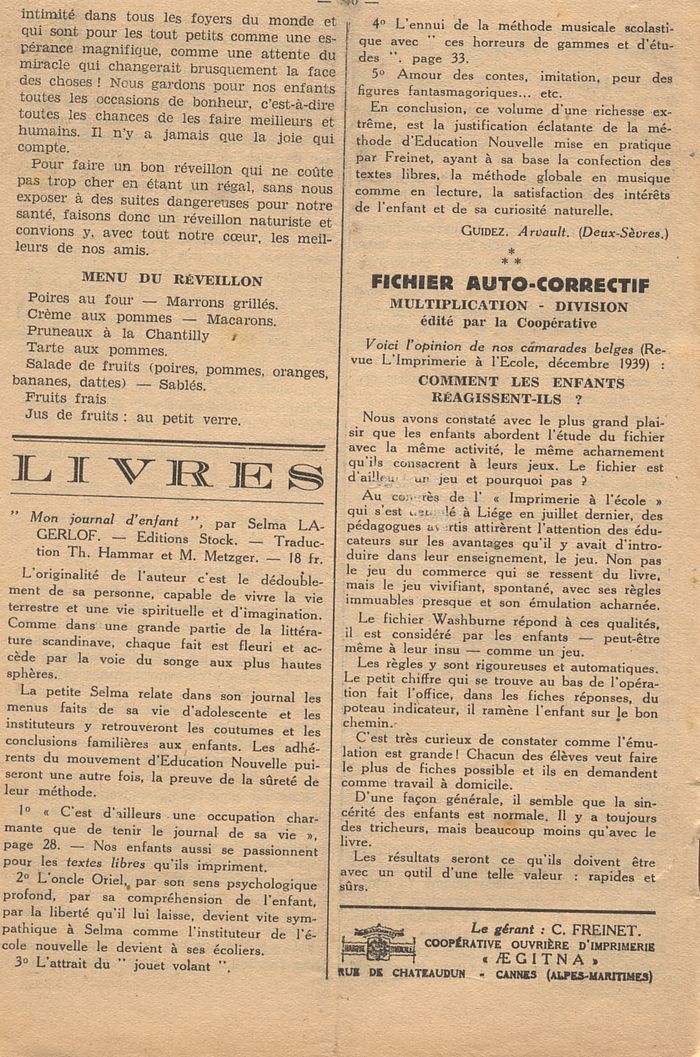 intimité dans tous les foyers du monde et
qui sont pour les tout petits comme une es-
pérance magnifique, comme une attente du
miracle qui changerait brusquement la face
des choses ! Nous gardons pour nos enfants
toutes les occasions de bonheur, c'est-à-dire
toutes les chances de les faire meilleurs et
humains. Il n'y a jamais que la joie qui
compte.
Pour faire un bon réveillon qui ne coûte
pas trop cher en étant un régal, sans nous
exposer à des suites dangereuses pour notre
santé, faisons donc un réveillon naturiste et
convions y, avec tout notre cœur, les meil-
leurs de nos amis.
MENU DU RÉVEILLON
Poires au four — Marrons grillés.
Crème aux pommes — Macarons.
Pruneaux à la Chantilly
Tarte aux pommes.
Salade de fruits (poires, pommes, oranges,
bananes, dattes) — Sablés.
Fruits frais
Jus de fruits : au petit verre.
LIVRES
" Mon journal d'enfant ", par Selma LA-
GERLOF. — Editions Stock. — Traduc-
tion Th. Hammar et M. Metzger. — 18 fr.
L'originalité de l'auteur c'est le dédouble-
ment de sa personne, capable de vivre la vie
terrestre et une vie spirituelle et d'imagination.
Comme dans une grande partie de la littéra-
ture scandinave, chaque fait est fleuri et ac-
cède par la voie du songe aux plus hautes
sphères.
La petite Selma relate dans son journal les
menus faits de sa vie d'adolescente et les
instituteurs y retrouveront les coutumes et les
conclusions familières aux enfants. Les adhé-
rents du mouvement d'Education Nouvelle pui-
seront une autre fois, la preuve de la sûreté de
leur méthode.
1º « C'est d'ailleurs une occupation char-
mante que de tenir le journal de sa vie »,
page 28. — Nos enfants aussi se passionnent
pour les textes libres qu'ils impriment.
2º L'oncle Oriel, par son sens psychologique
profond, par sa compréhension de l'enfant,
par la liberté qu'il lui laisse, devient vite sym-
pathique à Selma comme l'instituteur de l'é-
cole nouvelle le devient à ses écoliers.
3º L'attrait du " jouet volant ".
4º L'ennui de la méthode musicale scolasti-
que avec " ces horreurs de gammes et d'étu-
des ". page 33.
5º Amour des contes, imitation, peur des
figures fantasmagoriques... etc.
En conclusion, ce volume d'une richesse ex-
trême, est la justification éclatante de la mé-
thode d'Education Nouvelle mise en pratique
par Freinet, ayant à sa base la confection des
textes libres, la méthode globale en musique
comme en lecture, la satisfaction des intérêts
de l'enfant et de sa curiosité naturelle.
GUIDEZ. Arvault. (Deux-Sèvres.)
*
* *
FICHIER AUTO-CORRECTIF
MULTIPLICATION - DIVISION
édité par la Coopérative
Voici l'opinion de nos camarades belges (Re-
vue L'Imprimerie à l'Ecole, décembre 1939) :
COMMENT LES ENFANTS
RÉAGISSENT-ILS ?
Nous avons constaté avec le plus grand plai-
sir que les enfants abordent l'étude du fichier
avec la même activité, le même acharnement
qu'ils consacrent à leurs jeux. Le fichier est
un jeu et pourquoi pas ?
Au de l' « Imprimerie à l'école »
qui s'est à Liége en juillet dernier, des
pédagogues avertis attirèrent l'attention des édu-
cateurs sur les avantages qu'il y avait d'intro-
duire dans leur enseignement, le jeu. Non pas
le jeu du commerce qui se ressent du livre,
mais le jeu vivifiant, spontané, avec ses règles
immuables presque et son émulation acharnée.
Le fichier Washburne répond à ces qualités,
il est considéré par les enfants — peut-être
même à leur insu — comme un jeu.
Les règles y sont rigoureuses et automatiques.
Le petit chiffre qui se trouve au bas de l'opéra-
tion fait l'office, dans les fiches réponses, du
poteau indicateur, il ramène l'enfant sur le bon
chemin.
C'est très curieux de constater comme l'ému-
lation est grande ! Chacun des élèves veut faire
le plus de fiches possible et ils en demandent
comme travail à domicile.
D'une façon générale, il semble que la sin-
cérité des enfants est normale. Il y a toujours
des tricheurs, mais beaucoup moins qu'avec le
livre.
Les résultats seront ce qu'ils doivent être
avec un outil d'une telle valeur : rapides et
sûrs.
Le gérant : C. FREINET.
COOPÉRATIVE OUVRIÈRE D'IMPRIMERIE
« ÆGITNA »
RUE DE CHATEAUDUN - CANNES (ALPES-MARITIMES)